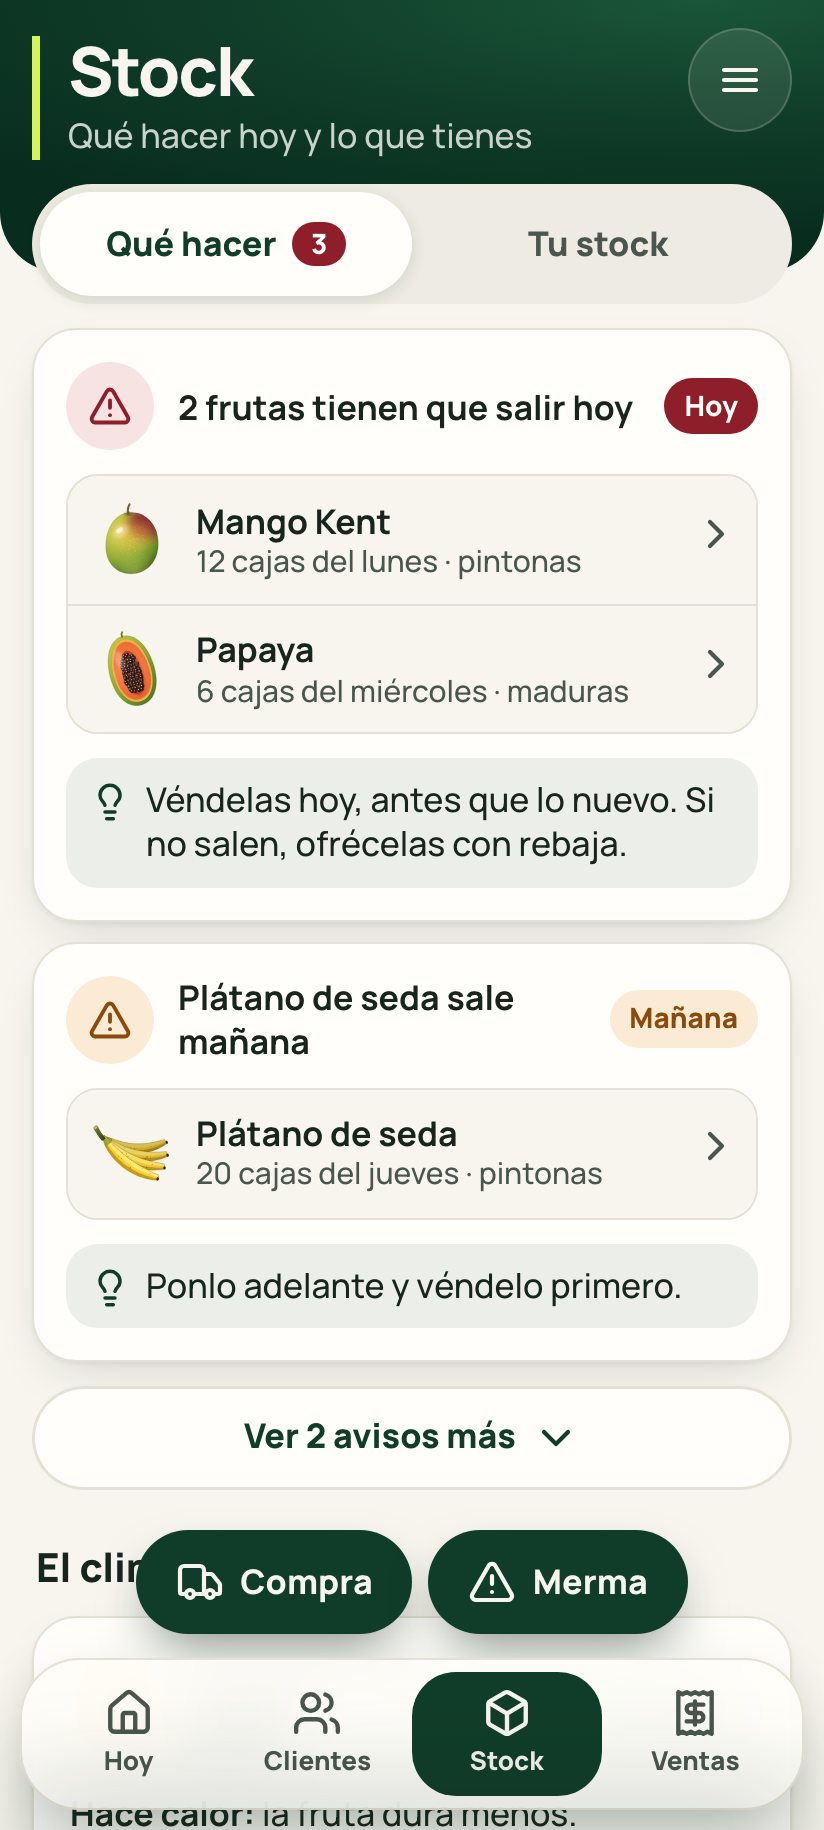 Stock
Qué hacer hoy y lo que tienes
Qué hacer 3
Tu stock
2 frutas tienen que salir hoy
Hoy
Mango Kent
12 cajas del lunes · pintonas
Papaya
6 cajas del miércoles · maduras
Véndelas hoy, antes que lo nuevo. Si
no salen, ofrécelas con rebaja.
Plátano de seda sale
mañana
Mañana
Plátano de seda
20 cajas del jueves · pintonas
Ponlo adelante y véndelo primero.
Ver 2 avisos más
El
Compra
Merma
Hoy
Clientes
Stock
Ventas
Hace calor: la fruta dura menos.